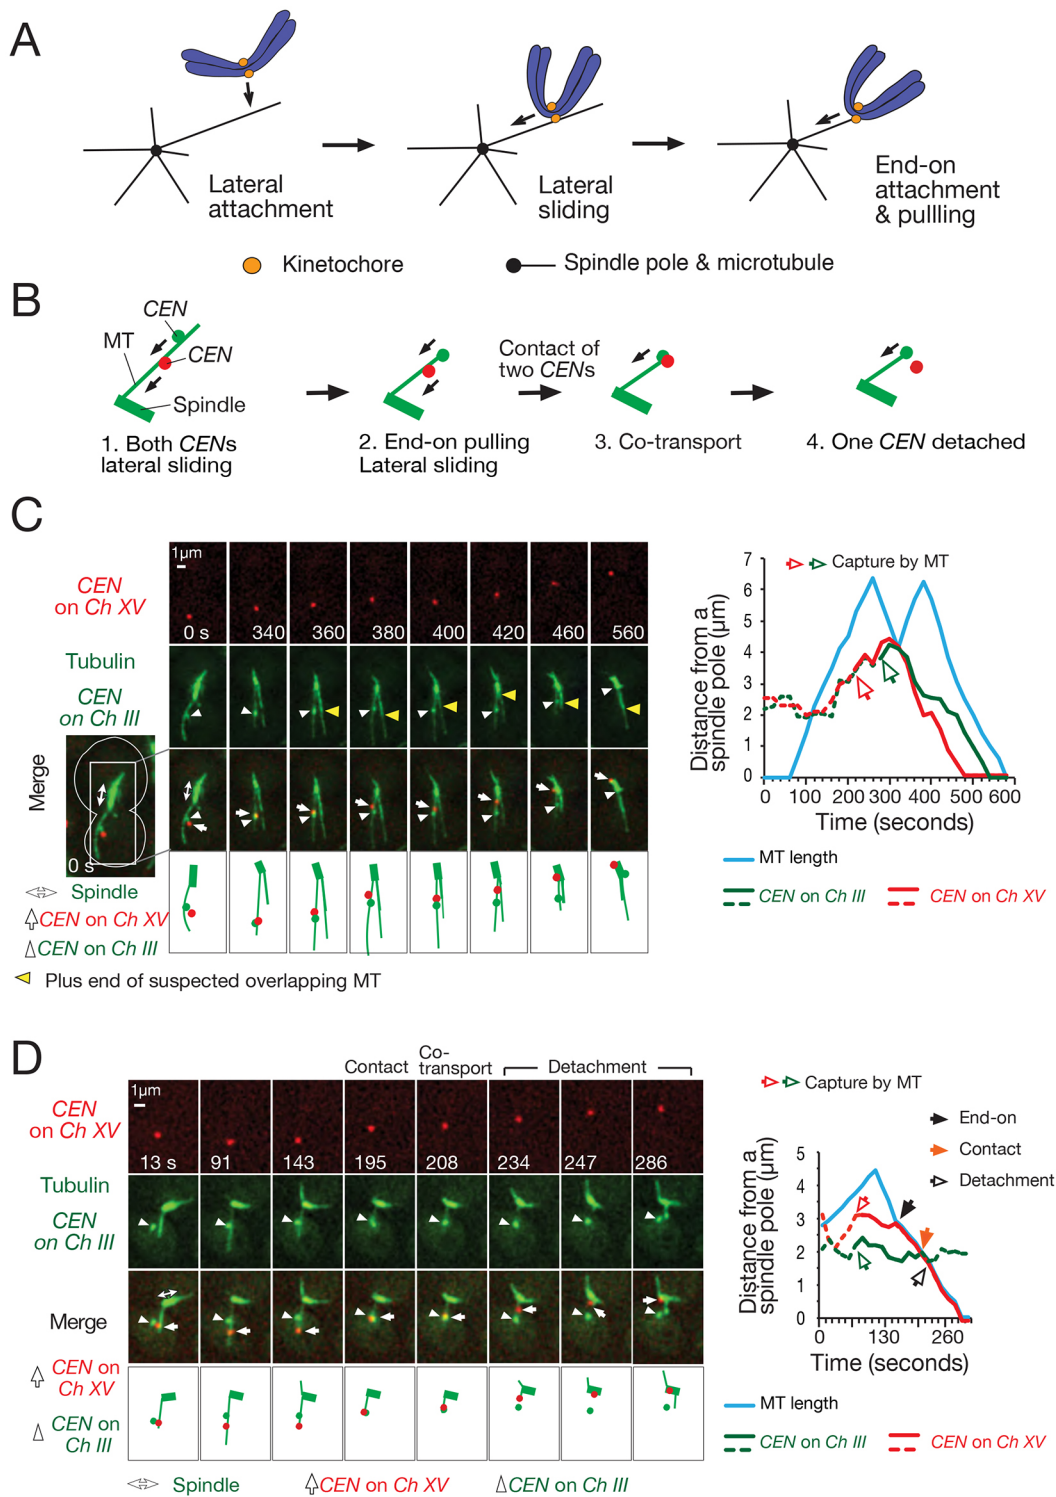 A
Lateral
attachment
Lateral
sliding
End-on
attachment
& pullling
Kinetochore
Spindle pole & microtubule
B
CEN
MT
CEN
Spindle
Contact of
two CENs
1. Both CENs
lateral sliding
2. End-on pulling
Lateral sliding
3. Co-transport
4. One CEN detached
C
1μm
CEN
on Ch XV
0 s 340 360 380 400 420 460 560
Tubulin
CEN
on Ch III
Merge
0 s
Spindle
CEN on Ch XV
CEN on Ch III
Plus end of suspected overlapping MT
Capture by MT
Distance from a
spindle pole (μm)
7
6
5
4
3
2
1
0
0 100 200 300 400 500 600
Time (seconds)
MT length
CEN on Ch III CEN on Ch XV
D
Contact
Co-
transport
Detachment
1μm
CEN
on Ch XV
13 s 91 143 195 208 234 247 286
Tubulin
CEN
on Ch III
Merge
CEN on
Ch XV
CEN on
Ch III
Spindle CEN on Ch XV CEN on Ch III
Capture by MT
End-on
Contact
Detachment
Distance from a
spindle pole (μm)
5
4
3
2
1
0
0 130 260
Time (seconds)
MT length
CEN on Ch III CEN on Ch XV